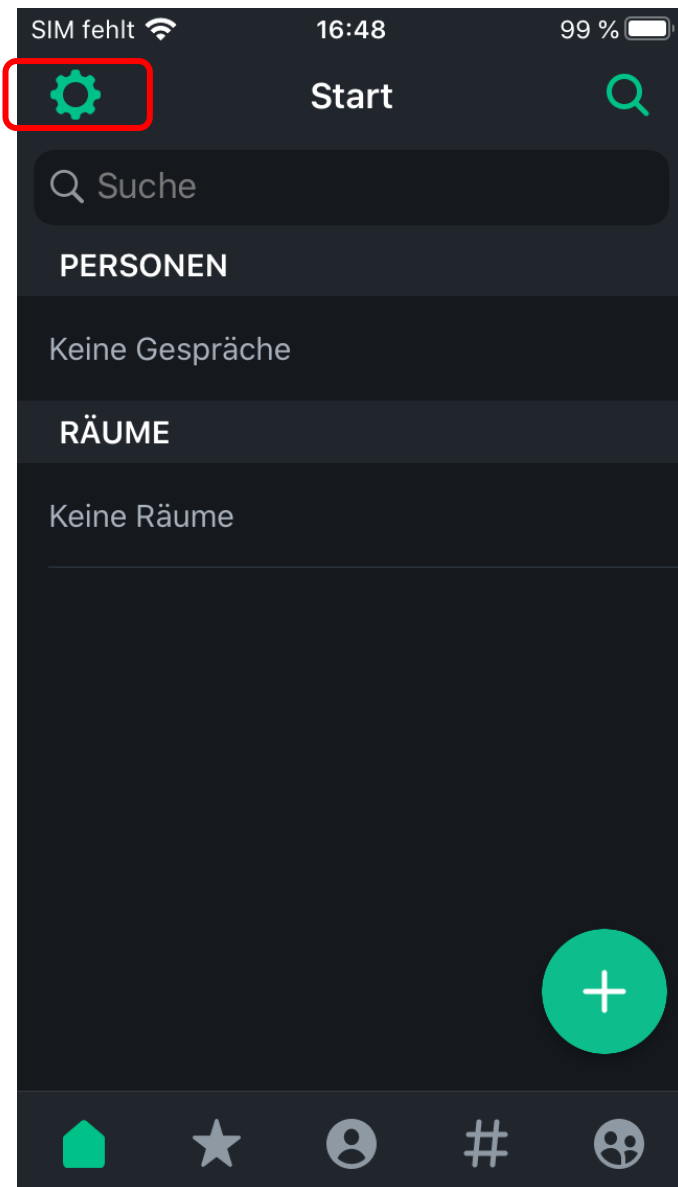 SIM fehlt 16:48 99 %
Start
Suche
PERSONEN
Keine Gespräche
RÄUME
Keine Räume